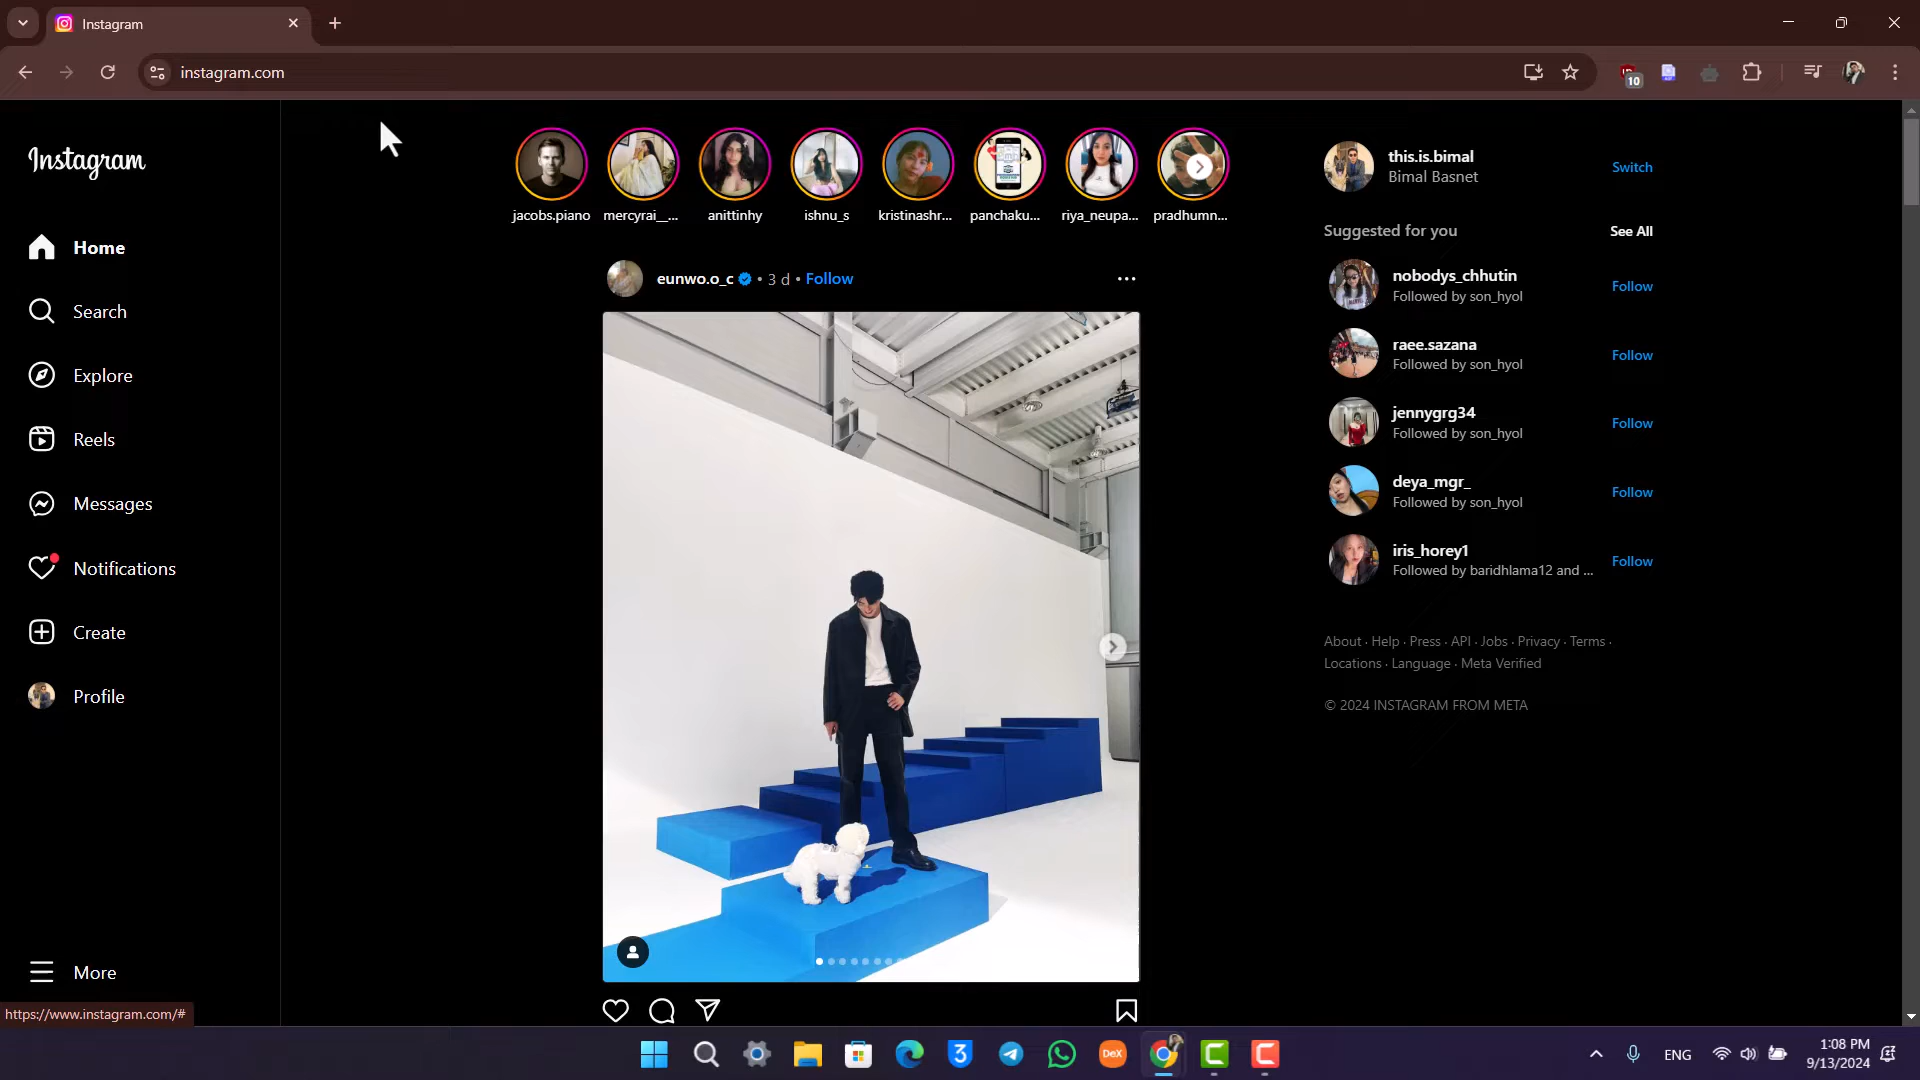 Instagram
instagram.com
10
Instagram
Home
Search
Explore
Reels
Messages
Notifications
Create
Profile
More
https://www.instagram.com/#
jacobs.piano
mercyrai__...
anittinhy
ishnu_s
kristinashr...
panchaku...
riya_neupa...
pradhumn...
eunwo.o_c • 3 d • Follow
this.is.bimal
Bimal Basnet
Switch
Suggested for you
See All
nobodys_chhutin
Followed by son_hyol
Follow
raee.sazana
Followed by son_hyol
Follow
jennygrg34
Followed by son_hyol
Follow
deya_mgr_
Followed by son_hyol
Follow
iris_horey1
Followed by baridhlama12 and ...
Follow
About · Help · Press · API · Jobs · Privacy · Terms ·
Locations · Language · Meta Verified
© 2024 INSTAGRAM FROM META
3
DeX
C
C
ENG
1:08 PM
9/13/2024